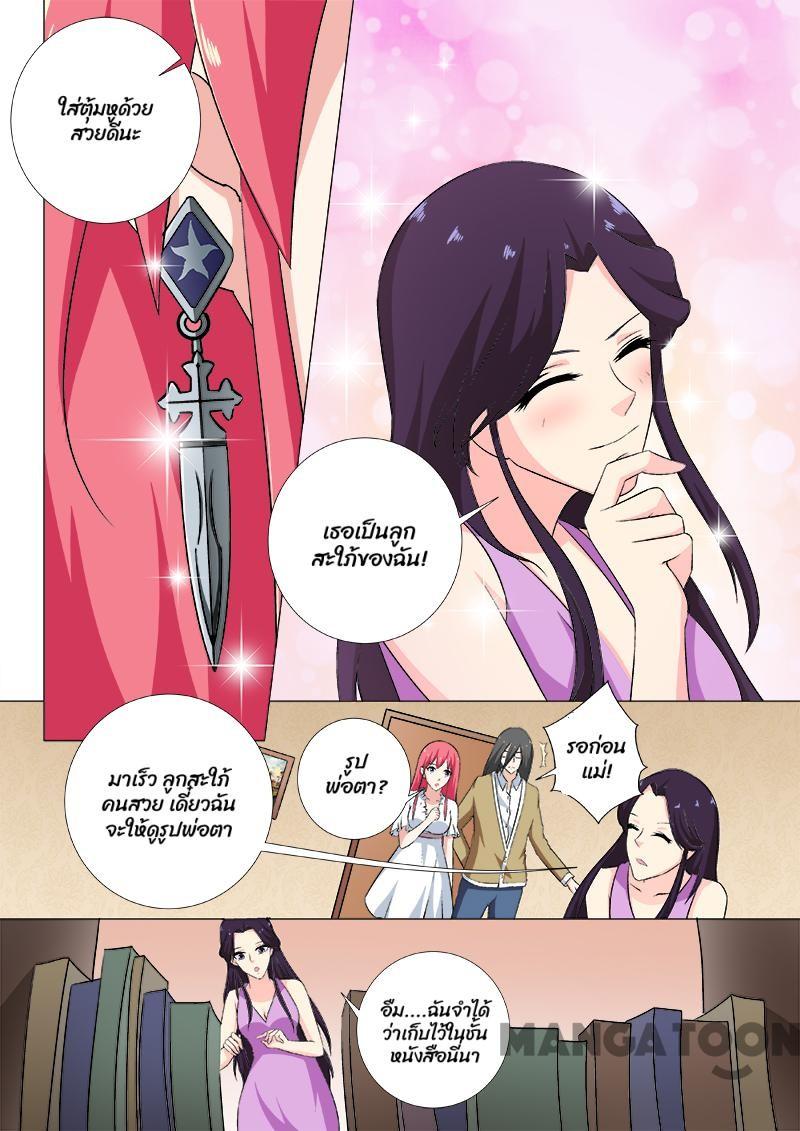 ใส่ตุ้มหูด้วย
สวยดีนะ
เธอเป็นลูก
สะใภ้ของฉัน!
มาเร็ว ลูกสะใภ้
คนสวย เดี๋ยวฉัน
จะให้ดูรูปพ่อตา
รูป
พ่อตา?
รอก่อน
แม่!
อืม....ฉันจำได้
ว่าเก็บไว้ในชั้น
หนังสือนี่นา
MANGATOON